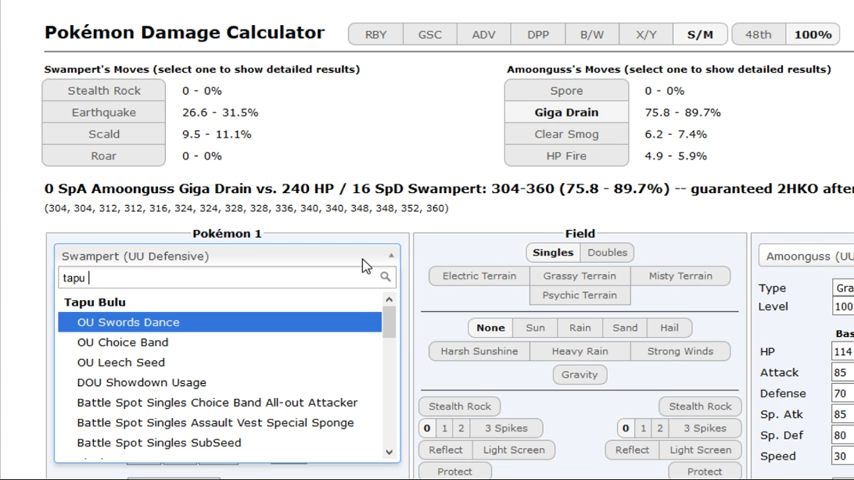 Pokémon Damage Calculator
RBY GSC ADV DPP B/W X/Y S/M 48th 100%
Swampert's Moves (select one to show detailed results)
Stealth Rock 0 - 0%
Earthquake 26.6 - 31.5%
Scald 9.5 - 11.1%
Roar 0 - 0%
Amoonguss's Moves (select one to show detailed results)
Spore 0 - 0%
Giga Drain 75.8 - 89.7%
Clear Smog 6.2 - 7.4%
HP Fire 4.9 - 5.9%
0 SpA Amoonguss Giga Drain vs. 240 HP / 16 SpD Swampert: 304-360 (75.8 - 89.7%) -- guaranteed 2HKO after
(304, 304, 312, 312, 316, 324, 324, 328, 328, 336, 340, 340, 348, 348, 352, 360)
Pokémon 1
Swampert (UU Defensive)
tapu
Tapu Bulu
OU Swords Dance
OU Choice Band
OU Leech Seed
DOU Showdown Usage
Battle Spot Singles Choice Band All-out Attacker
Battle Spot Singles Assault Vest Special Sponge
Battle Spot Singles SubSeed
Field
Singles Doubles
Electric Terrain Grassy Terrain Misty Terrain
Psychic Terrain
None Sun Rain Sand Hail
Harsh Sunshine Heavy Rain Strong Winds
Gravity
Stealth Rock Stealth Rock
0 1 2 3 Spikes 0 1 2 3 Spikes
Reflect Light Screen Reflect Light Screen
Protect Protect
Amoonguss (UU
Type Gra
Level 100
Bas
HP 114
Attack 85
Defense 70
Sp. Atk 85
Sp. Def 80
Speed 30